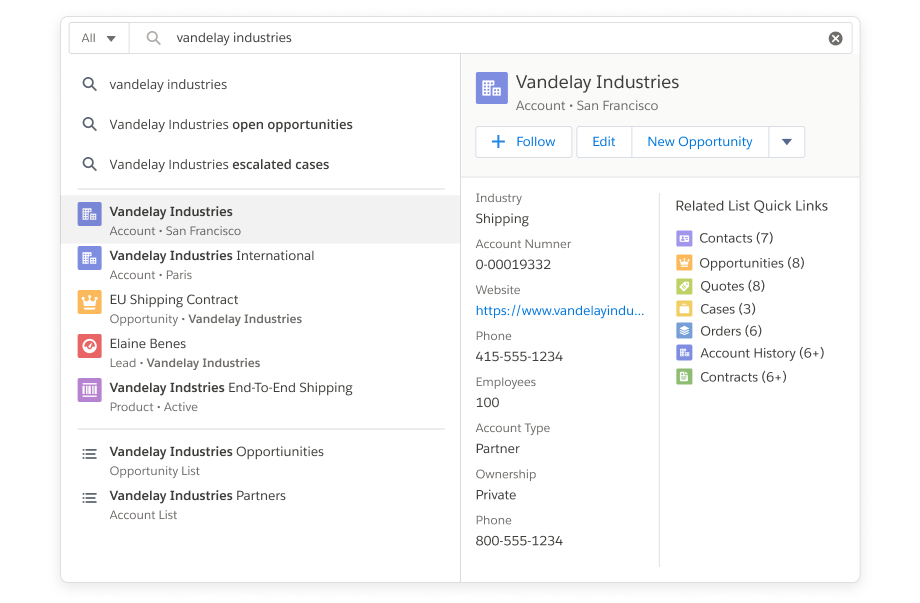 All
vandelay industries
vandelay industries
Vandelay Industries open opportunities
Vandelay Industries escalated cases
Vandelay Industries
Account • San Francisco
Vandelay Industries International
Account • Paris
EU Shipping Contract
Opportunity • Vandelay Industries
Elaine Benes
Lead • Vandelay Industries
Vandelay Indstries End-To-End Shipping
Product • Active
Vandelay Industries Opportiunities
Opportunity List
Vandelay Industries Partners
Account List
Vandelay Industries
Account • San Francisco
Follow
Edit
New Opportunity
Industry
Shipping
Account Numner
0-00019332
Website
https://www.vandelayindu...
Phone
415-555-1234
Employees
100
Account Type
Partner
Ownership
Private
Phone
800-555-1234
Related List Quick Links
Contacts (7)
Opportunities (8)
Quotes (8)
Cases (3)
Orders (6)
Account History (6+)
Contracts (6+)